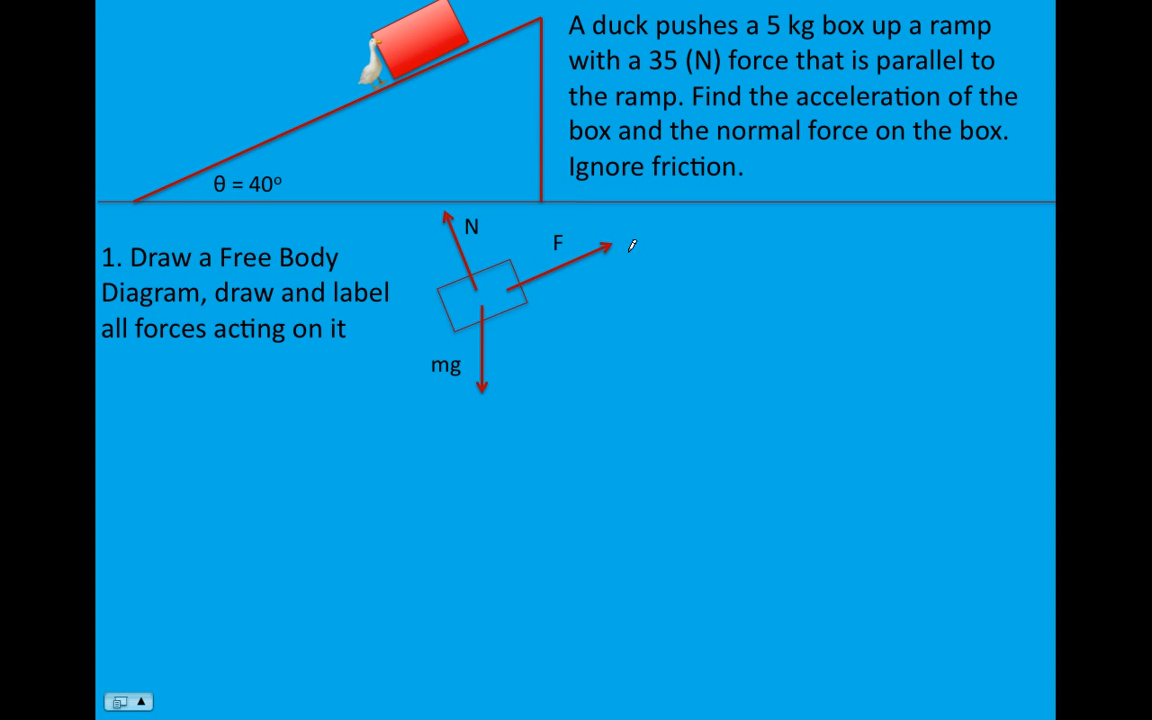 A duck pushes a 5 kg box up a ramp
with a 35 (N) force that is parallel to
the ramp. Find the acceleration of the
box and the normal force on the box.
Ignore friction.
θ = 40º
1. Draw a Free Body
Diagram, draw and label
all forces acting on it
N
F
mg